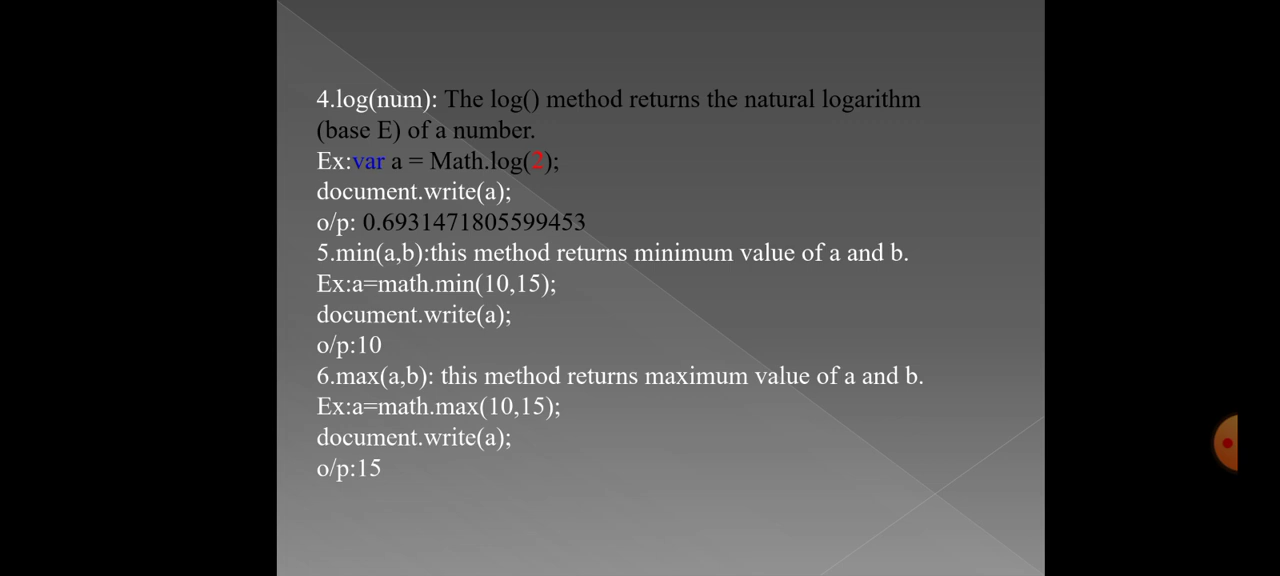 4.log(num): The log() method returns the natural logarithm
(base E) of a number.
Ex:var a = Math.log(2);
document.write(a);
o/p: 0.6931471805599453
5.min(a,b):this method returns minimum value of a and b.
Ex:a=math.min(10,15);
document.write(a);
o/p:10
6.max(a,b): this method returns maximum value of a and b.
Ex:a=math.max(10,15);
document.write(a);
o/p:15